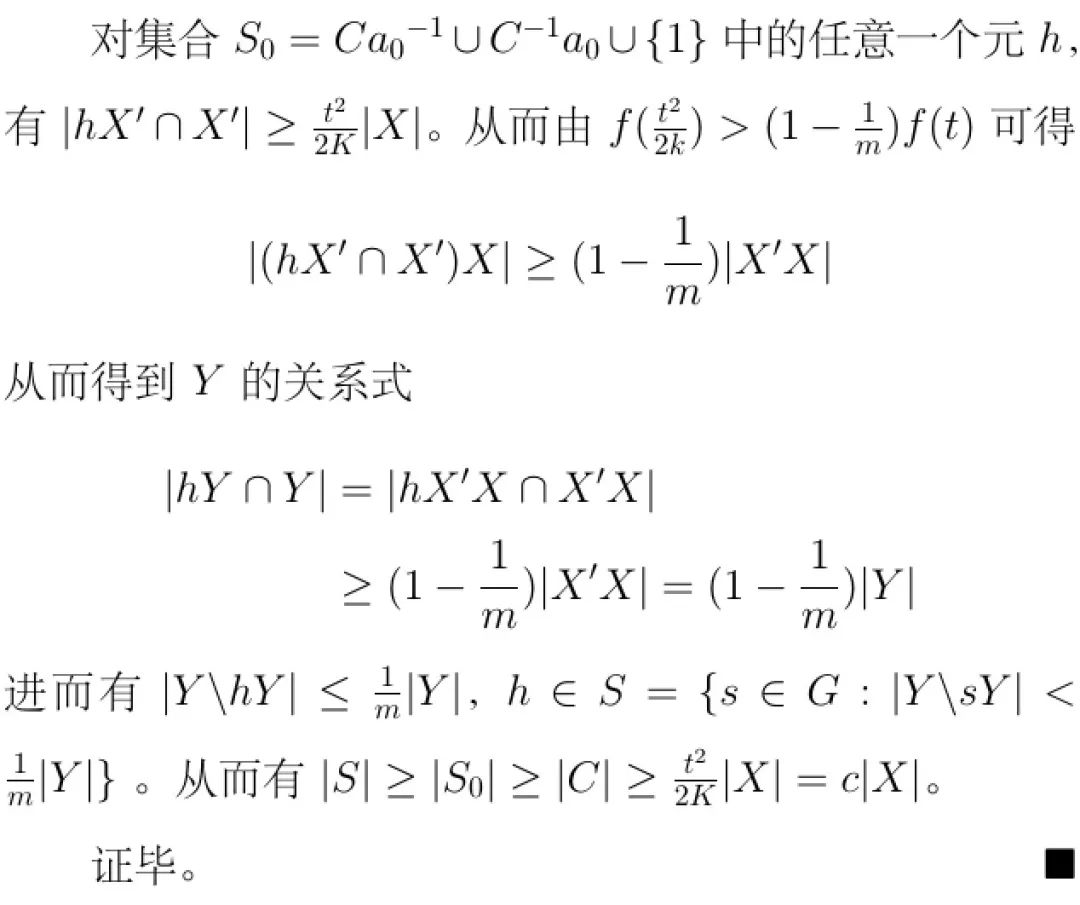 对集合 $S_0 = Ca_0{}^{-1} \cup C^{-1}a_0 \cup \{1\}$ 中的任意一个元 $h$,
有 $|hX' \cap X'| \geq \frac{t^2}{2K}|X|$。从而由 $f(\frac{t^2}{2k}) > (1 - \frac{1}{m})f(t)$ 可得
$|(hX' \cap X')X| \geq (1 - \frac{1}{m})|X'X|$
从而得到 $Y$ 的关系式
$|hY \cap Y| = |hX'X \cap X'X|$
$\geq (1 - \frac{1}{m})|X'X| = (1 - \frac{1}{m})|Y|$
进而有 $|Y \backslash hY| \leq \frac{1}{m}|Y|$, $h \in S = \{s \in G : |Y \backslash sY| <$
$\frac{1}{m}|Y|\}$ 。从而有 $|S| \geq |S_0| \geq |C| \geq \frac{t^2}{2K}|X| = c|X|$。
证毕。 ■